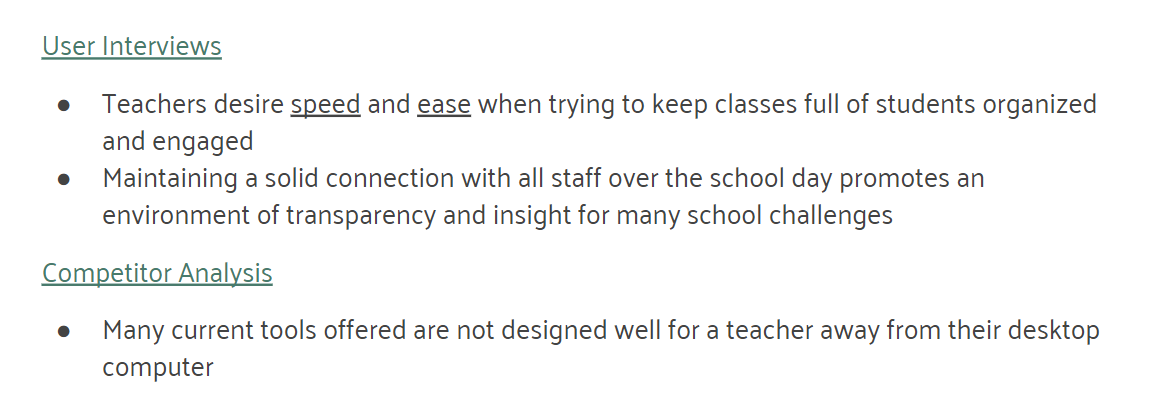 User Interviews
● Teachers desire speed and ease when trying to keep classes full of students organized
and engaged
● Maintaining a solid connection with all staff over the school day promotes an
environment of transparency and insight for many school challenges
Competitor Analysis
● Many current tools offered are not designed well for a teacher away from their desktop
computer